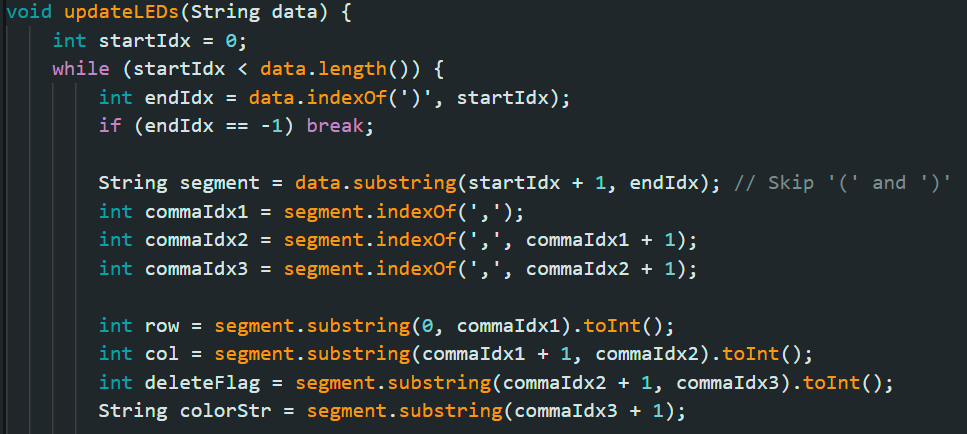 void updateLEDs(String data) {
int startIdx = 0;
while (startIdx < data.length()) {
int endIdx = data.indexOf(')', startIdx);
if (endIdx == -1) break;
String segment = data.substring(startIdx + 1, endIdx); // Skip '(' and ')'
int commaIdx1 = segment.indexOf(',');
int commaIdx2 = segment.indexOf(',', commaIdx1 + 1);
int commaIdx3 = segment.indexOf(',', commaIdx2 + 1);
int row = segment.substring(0, commaIdx1).toInt();
int col = segment.substring(commaIdx1 + 1, commaIdx2).toInt();
int deleteFlag = segment.substring(commaIdx2 + 1, commaIdx3).toInt();
String colorStr = segment.substring(commaIdx3 + 1);